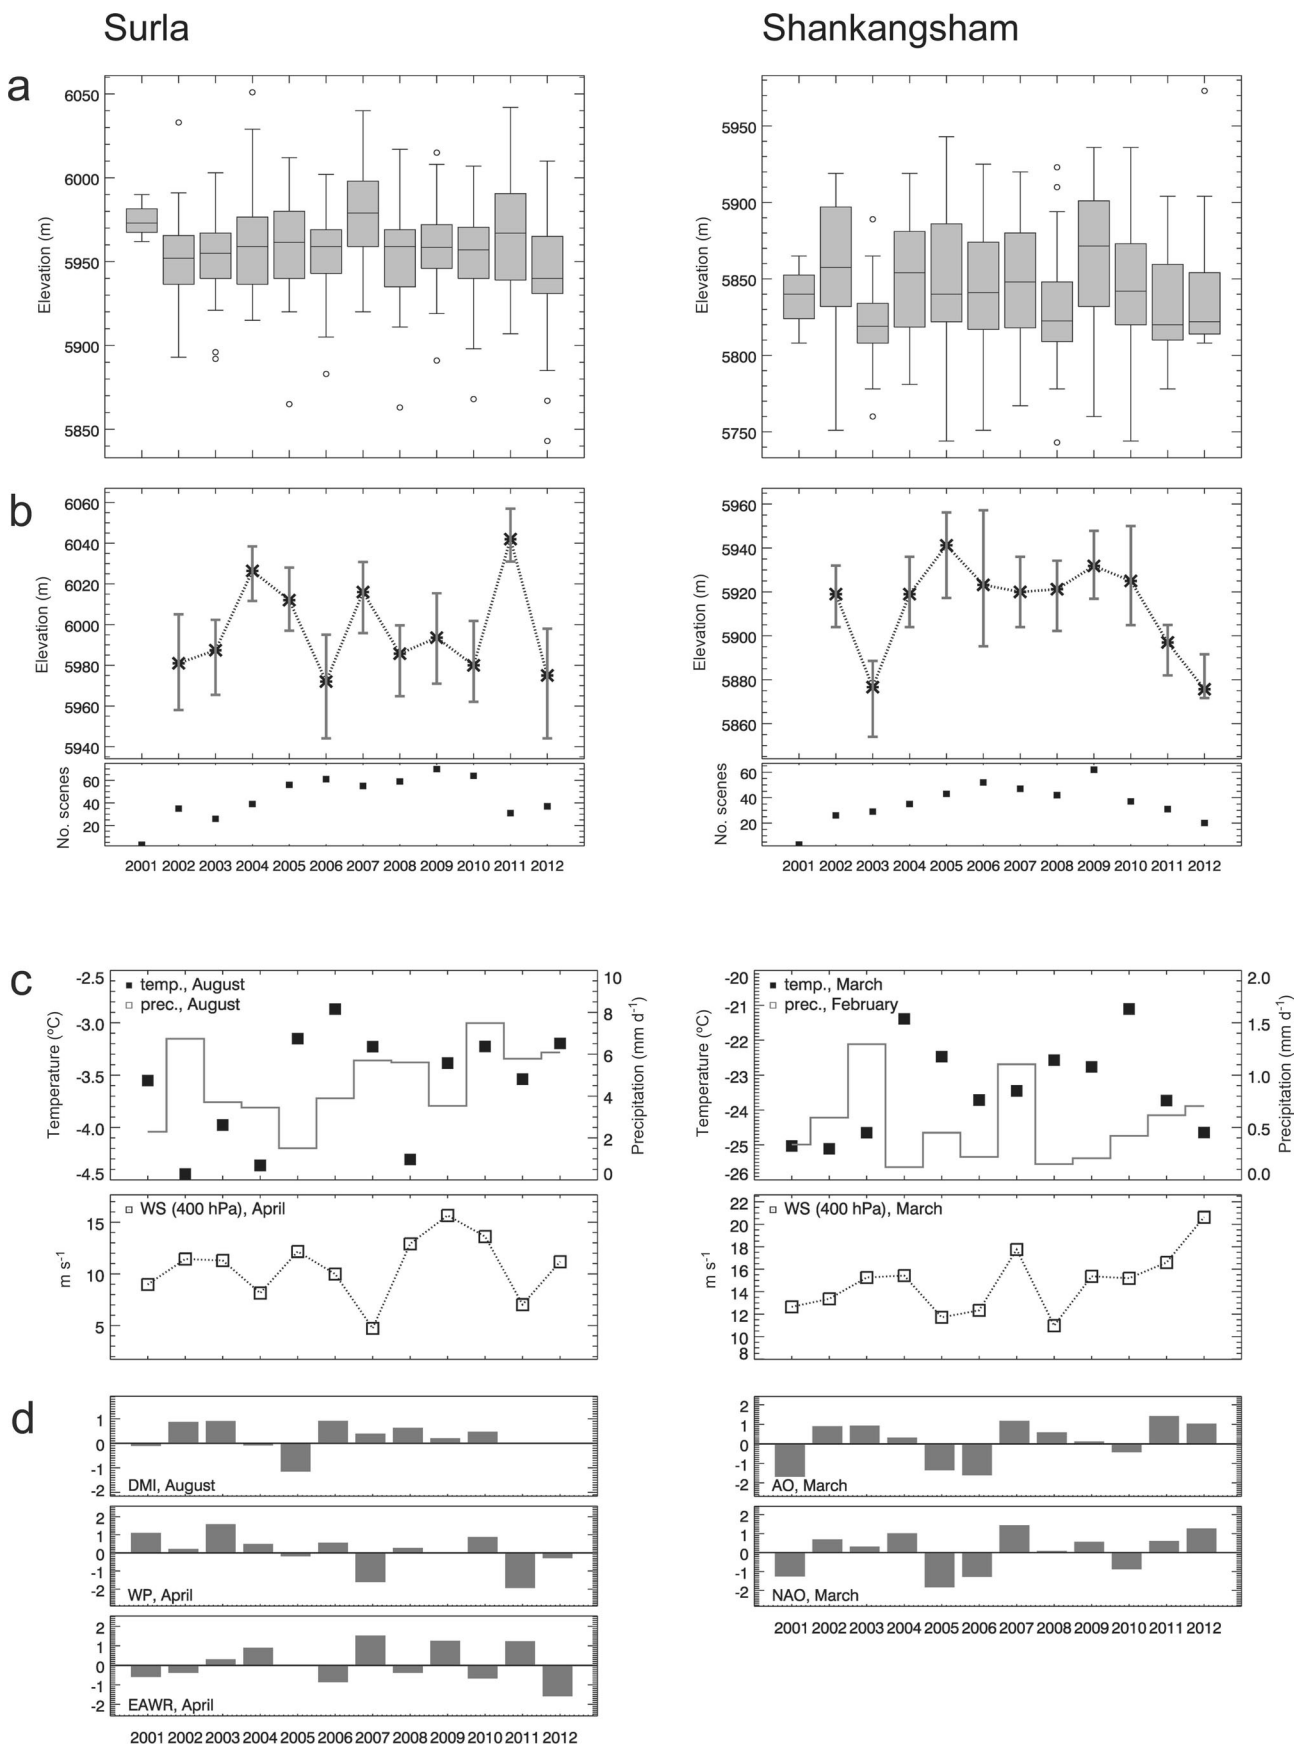 Surla
Shankangsham
a
6050
6000
5950
5900
5850
Elevation (m)
5950
5900
5850
5800
5750
Elevation (m)
b
6060
6040
6020
6000
5980
5960
5940
Elevation (m)
5960
5940
5920
5900
5880
5860
Elevation (m)
60
40
20
No. scenes
60
40
20
No. scenes
2001 2002 2003 2004 2005 2006 2007 2008 2009 2010 2011 2012
2001 2002 2003 2004 2005 2006 2007 2008 2009 2010 2011 2012
c
-2.5
-3.0
-3.5
-4.0
-4.5
Temperature (ºC)
temp., August
prec., August
10
8
6
4
2
0
Precipitation (mm d-1)
-20
-21
-22
-23
-24
-25
-26
Temperature (ºC)
temp., March
prec., February
2.0
1.5
1.0
0.5
0.0
Precipitation (mm d-1)
15
10
5
m s-1
WS (400 hPa), April
22
20
18
16
14
12
10
8
m s-1
WS (400 hPa), March
d
1
0
-1
-2
DMI, August
2
1
0
-1
-2
AO, March
2
1
0
-1
-2
WP, April
2
1
0
-1
-2
NAO, March
2001 2002 2003 2004 2005 2006 2007 2008 2009 2010 2011 2012
2
1
0
-1
-2
EAWR, April
2001 2002 2003 2004 2005 2006 2007 2008 2009 2010 2011 2012